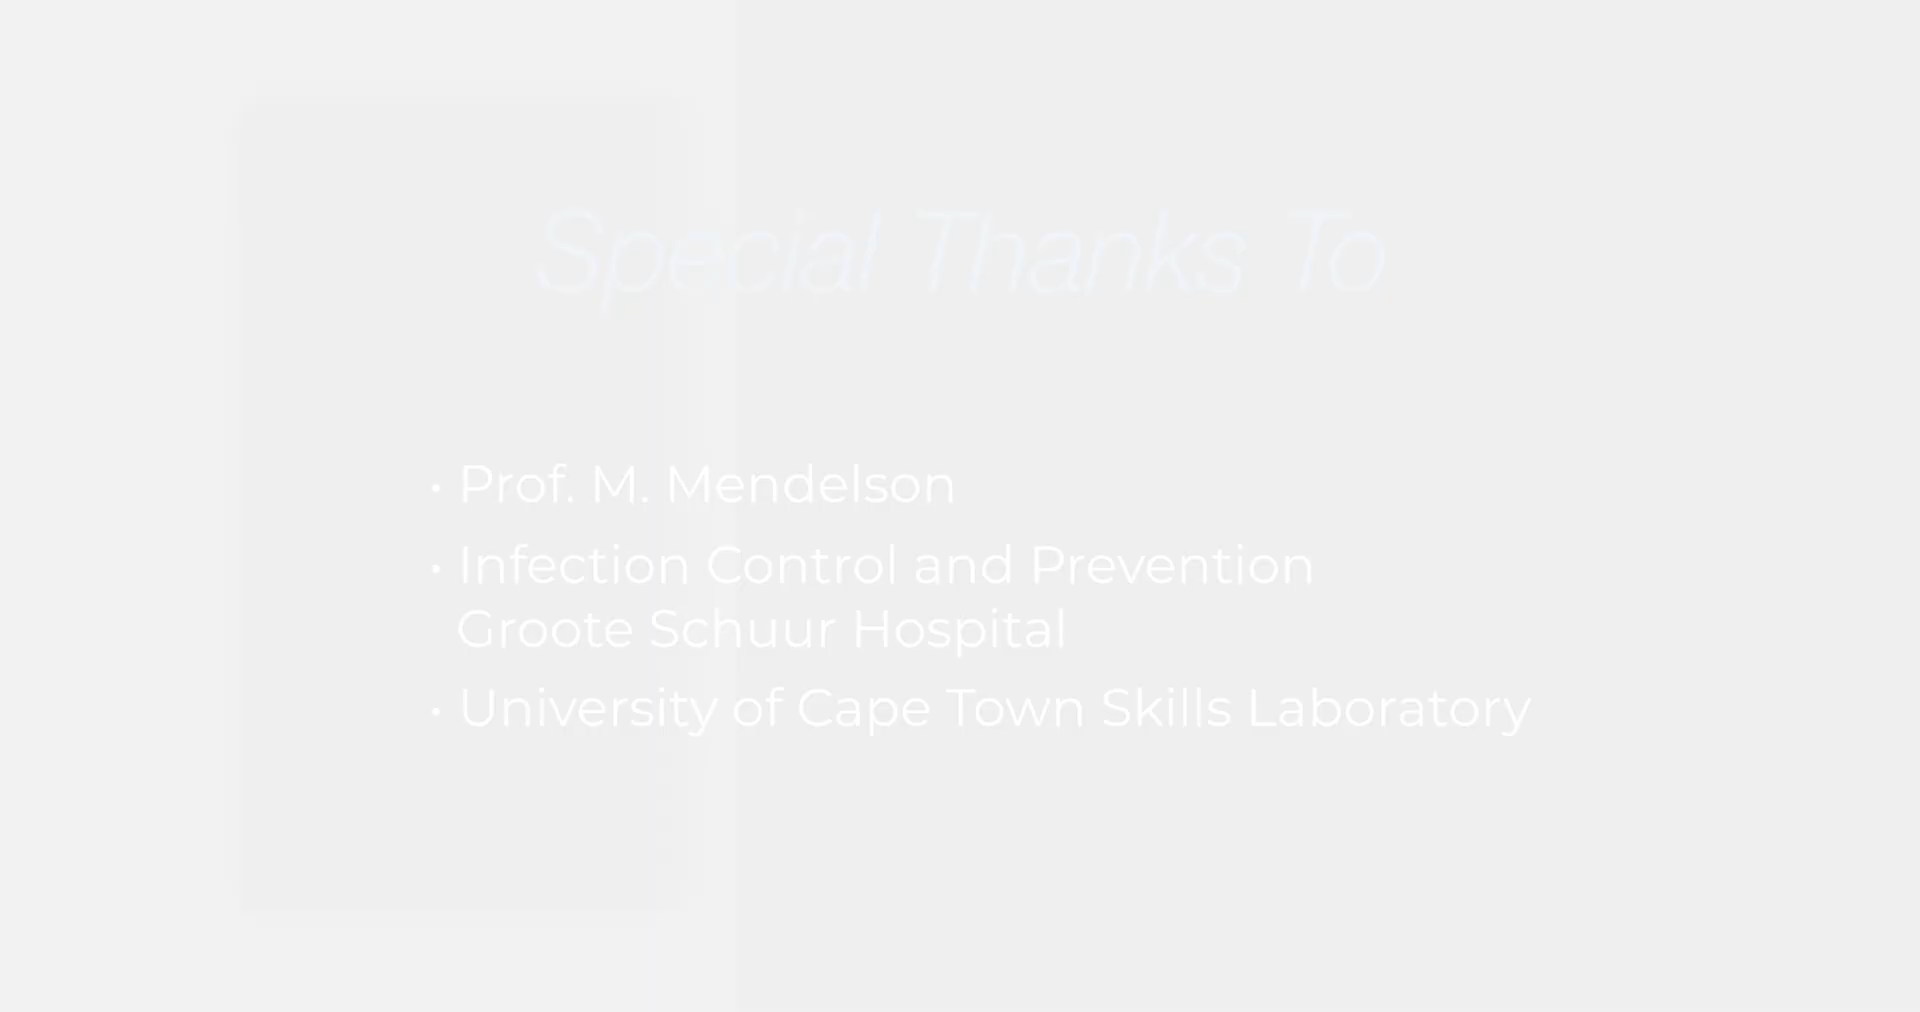 Special Thanks To
• Prof. M. Mendelson
• Infection Control and Prevention
Groote Schuur Hospital
• University of Cape Town Skills Laboratory